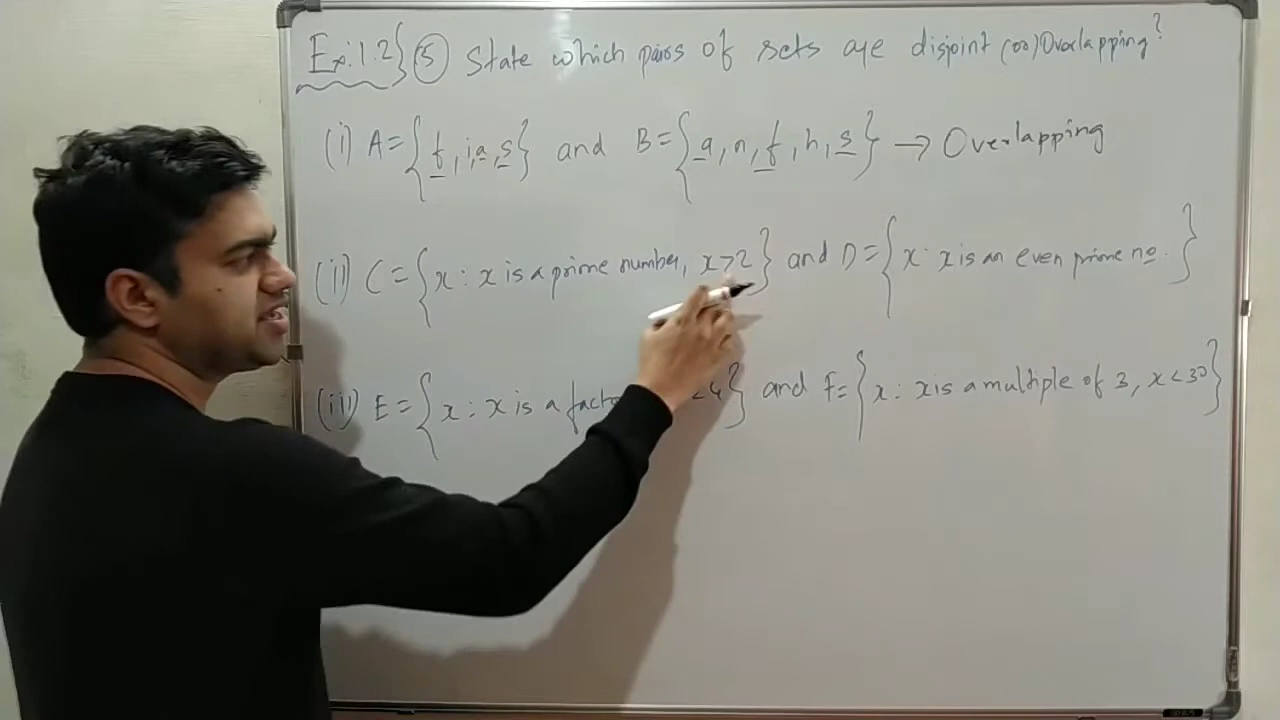 Ex:1.2} ⑤ State which pairs of sets are disjoint (or) Overlapping?
(i) A={f, i,a, s} and B={a, n, f, h, s} → Overlapping
(ii) C={x : x is a prime number, x>2} and D={x : x is an even prime no.}
(iii) E={x : x is a <4} and F={x : x is a multiple of 3, x<30}